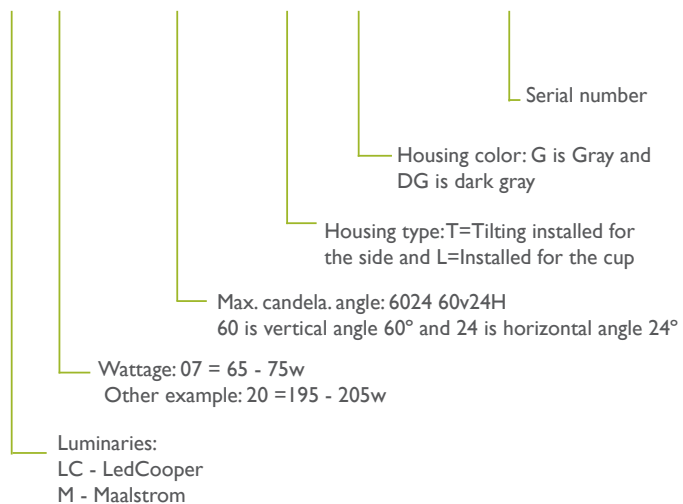 Serial number
Housing color: G is Gray and
DG is dark gray
Housing type: T=Tilting installed for
the side and L=Installed for the cup
Max. candela. angle: 6024 60v24H
60 is vertical angle 60º and 24 is horizontal angle 24º
Wattage: 07 = 65 - 75w
Other example: 20 =195 - 205w
Luminaries:
LC - LedCooper
M - Maalstrom